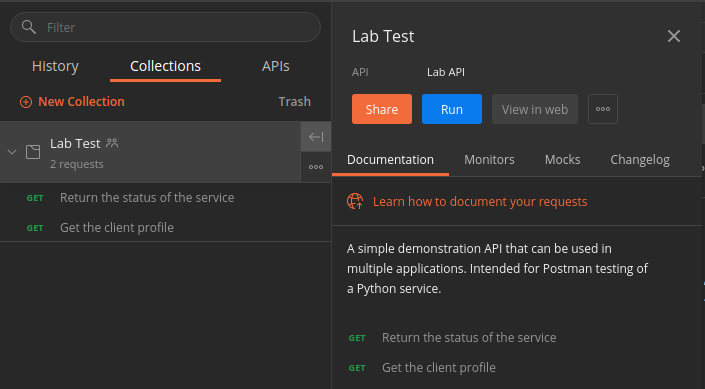 Filter
History
Collections
APIs
New Collection
Trash
Lab Test
2 requests
GET Return the status of the service
GET Get the client profile
Lab Test
API Lab API
Share
Run
View in web
Documentation
Monitors
Mocks
Changelog
Learn how to document your requests
A simple demonstration API that can be used in
multiple applications. Intended for Postman testing of
a Python service.
GET Return the status of the service
GET Get the client profile